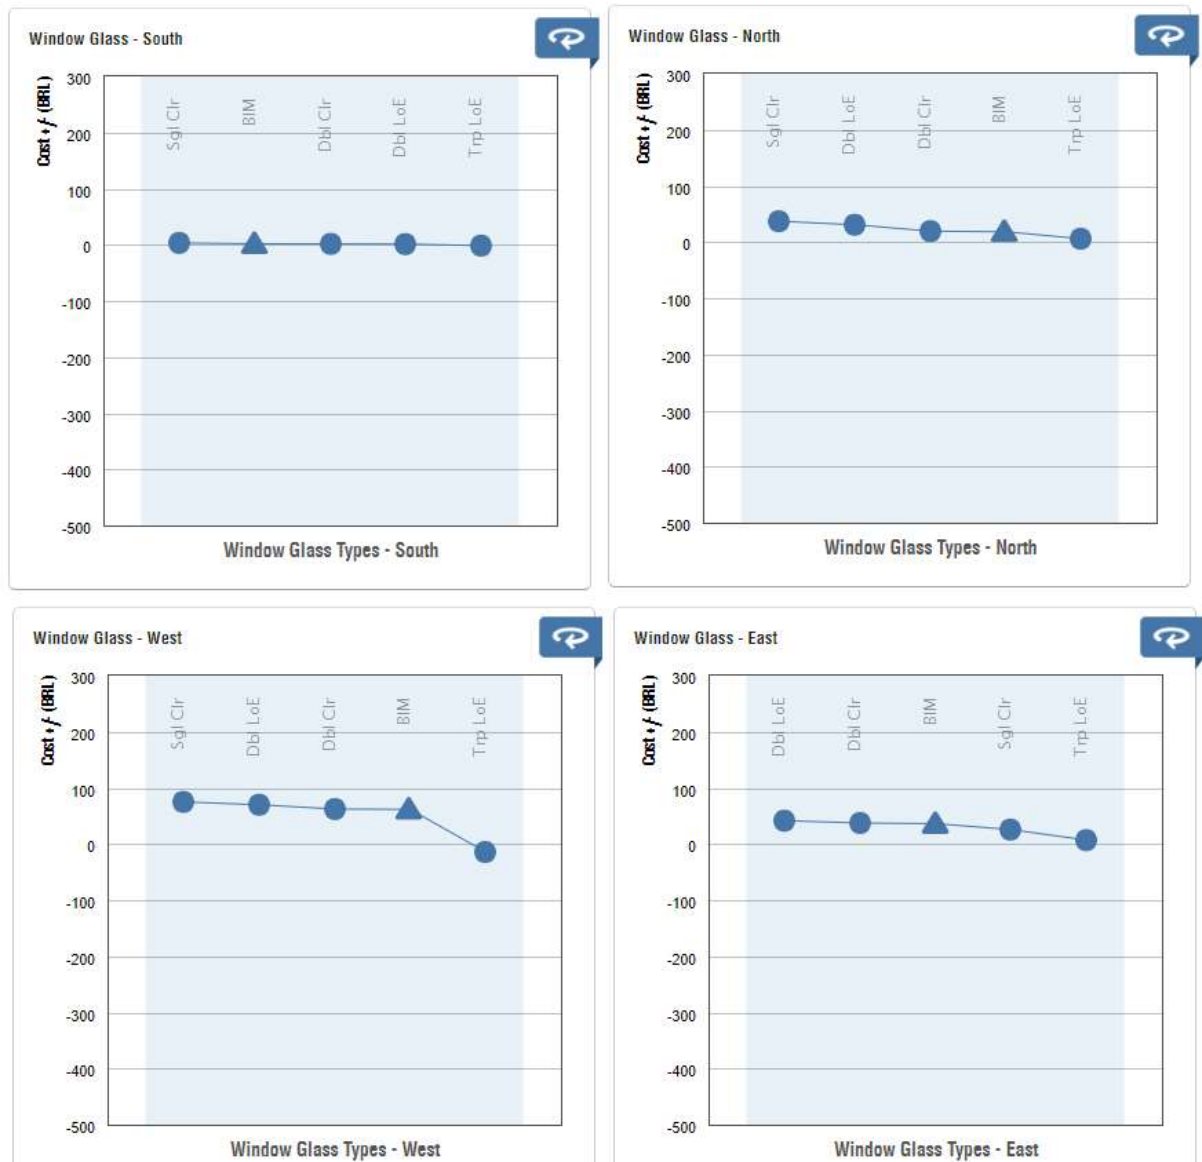 Window Glass - South
Cost + ƒ (BRL)
300
200
100
0
-100
-200
-300
-400
-500
Sgl Clr
BIM
Dbl Clr
Dbl LoE
Trp LoE
Window Glass Types - South
Window Glass - North
Cost + ƒ (BRL)
300
200
100
0
-100
-200
-300
-400
-500
Sgl Clr
Dbl LoE
Dbl Clr
BIM
Trp LoE
Window Glass Types - North
Window Glass - West
Cost + ƒ (BRL)
300
200
100
0
-100
-200
-300
-400
-500
Sgl Clr
Dbl LoE
Dbl Clr
BIM
Trp LoE
Window Glass Types - West
Window Glass - East
Cost + ƒ (BRL)
300
200
100
0
-100
-200
-300
-400
-500
Dbl LoE
Dbl Clr
BIM
Sgl Clr
Trp LoE
Window Glass Types - East